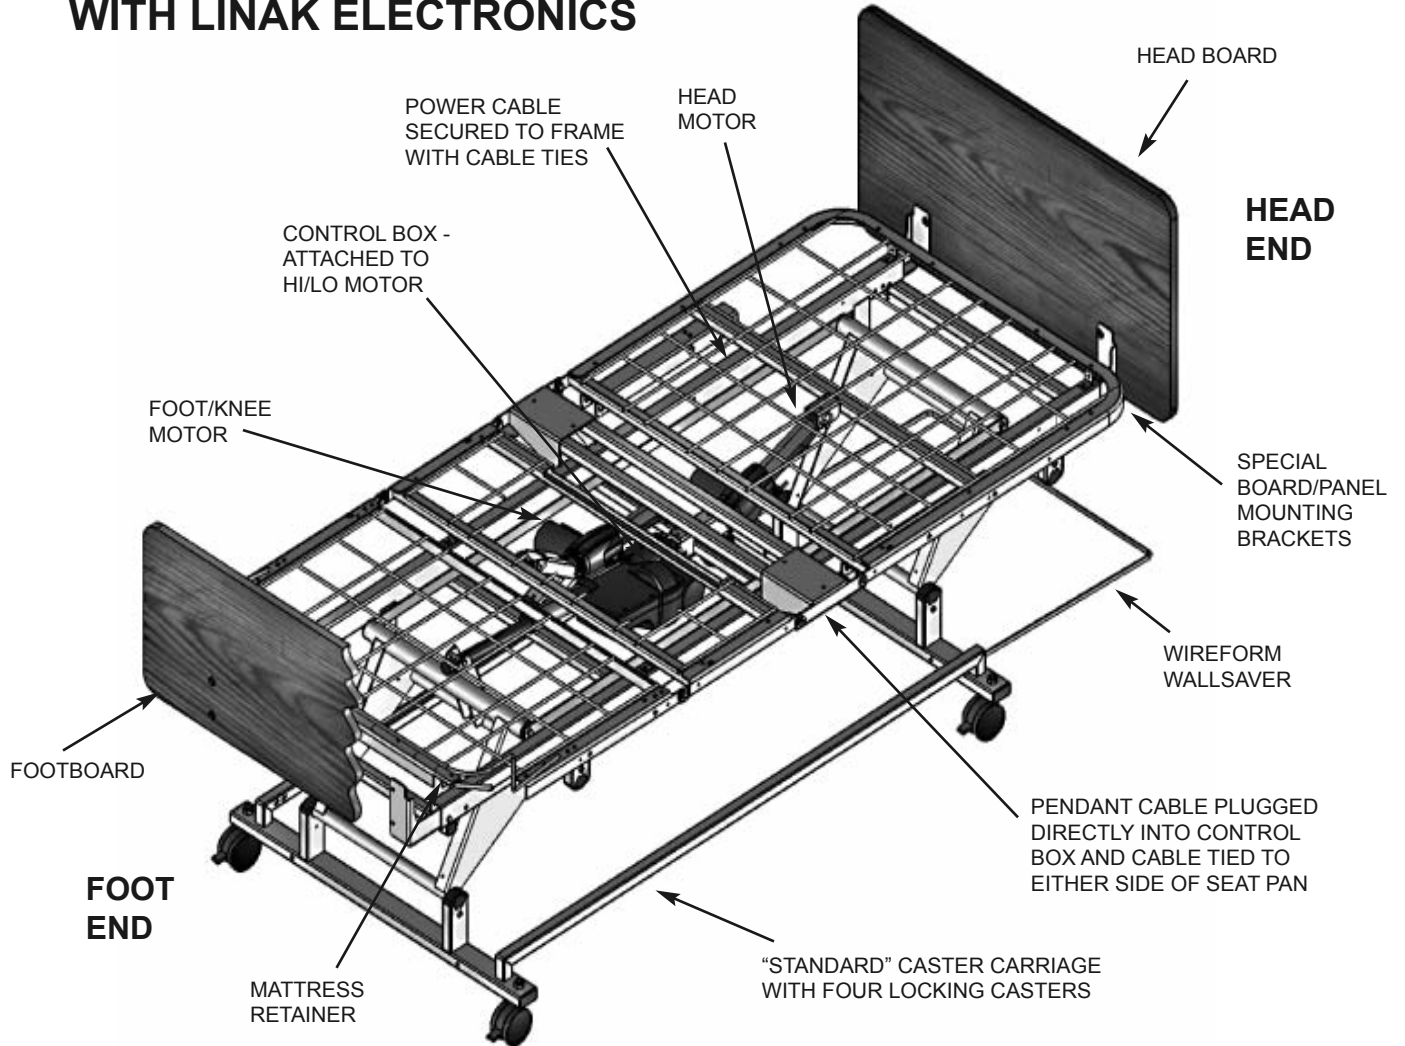 WITH LINAK ELECTRONICS
HEAD BOARD
POWER CABLE
SECURED TO FRAME
WITH CABLE TIES
HEAD
MOTOR
HEAD
END
CONTROL BOX -
ATTACHED TO
HI/LO MOTOR
FOOT/KNEE
MOTOR
SPECIAL
BOARD/PANEL
MOUNTING
BRACKETS
WIREFORM
WALLSAVER
FOOTBOARD
PENDANT CABLE PLUGGED
DIRECTLY INTO CONTROL
BOX AND CABLE TIED TO
EITHER SIDE OF SEAT PAN
FOOT
END
“STANDARD” CASTER CARRIAGE
WITH FOUR LOCKING CASTERS
MATTRESS
RETAINER